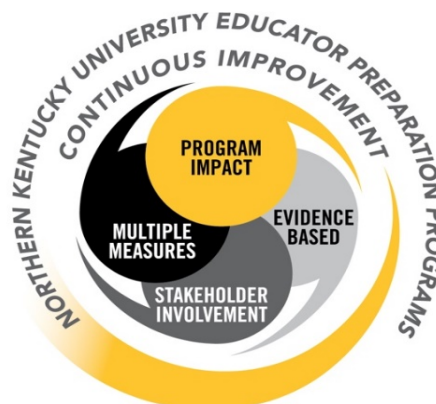 NORTHERN KENTUCKY UNIVERSITY EDUCATOR PREPARATION PROGRAMS
CONTINUOUS IMPROVEMENT
PROGRAM
IMPACT
MULTIPLE
MEASURES
EVIDENCE
BASED
STAKEHOLDER
INVOLVEMENT